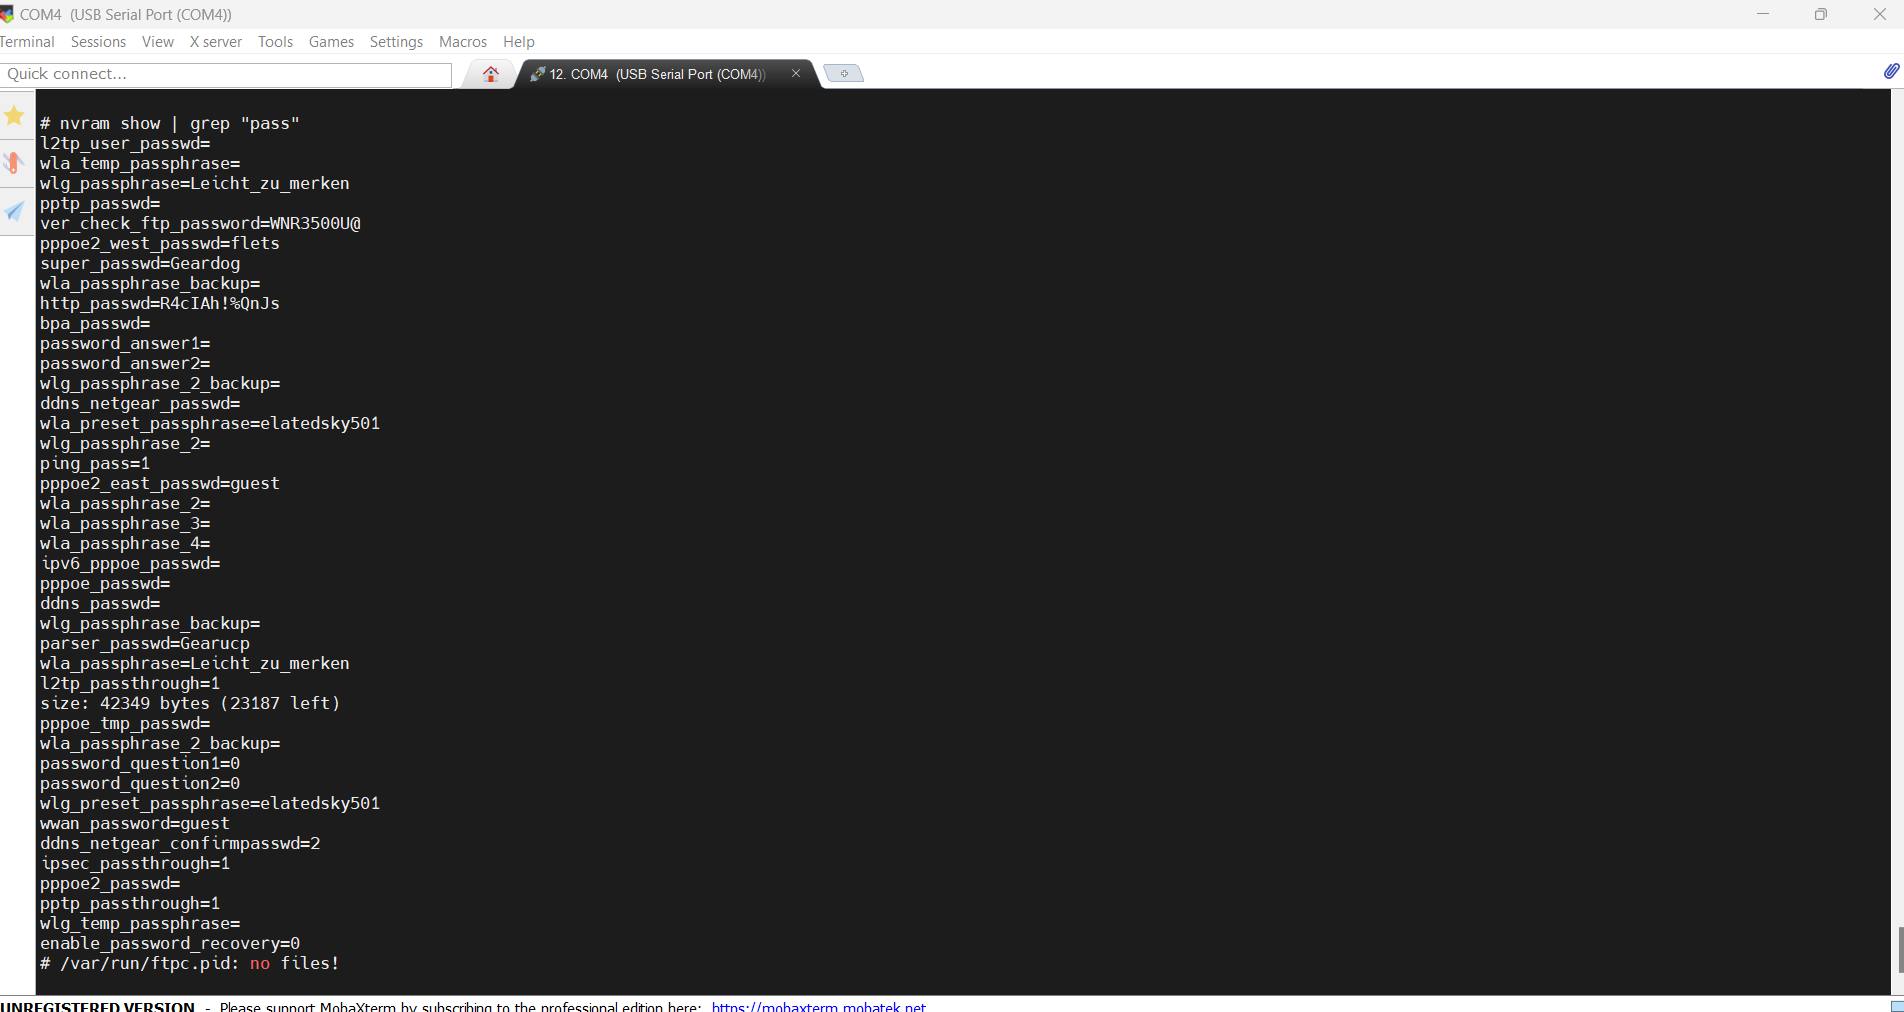 COM4 (USB Serial Port (COM4))
Terminal Sessions View X server Tools Games Settings Macros Help
Quick connect...
12. COM4 (USB Serial Port (COM4))
# nvram show | grep "pass"
l2tp_user_passwd=
wla_temp_passphrase=
wlg_passphrase=Leicht_zu_merken
pptp_passwd=
ver_check_ftp_password=WNR3500U@
pppoe2_west_passwd=flets
super_passwd=Geardog
wla_passphrase_backup=
http_passwd=R4cIAh!%QnJs
bpa_passwd=
password_answer1=
password_answer2=
wlg_passphrase_2_backup=
ddns_netgear_passwd=
wla_preset_passphrase=elatedsky501
wlg_passphrase_2=
ping_pass=1
pppoe2_east_passwd=guest
wla_passphrase_2=
wla_passphrase_3=
wla_passphrase_4=
ipv6_pppoe_passwd=
pppoe_passwd=
ddns_passwd=
wlg_passphrase_backup=
parser_passwd=Gearucp
wla_passphrase=Leicht_zu_merken
l2tp_passthrough=1
size: 42349 bytes (23187 left)
pppoe_tmp_passwd=
wla_passphrase_2_backup=
password_question1=0
password_question2=0
wlg_preset_passphrase=elatedsky501
wwan_password=guest
ddns_netgear_confirmpasswd=2
ipsec_passthrough=1
pppoe2_passwd=
pptp_passthrough=1
wlg_temp_passphrase=
enable_password_recovery=0
# /var/run/ftpc.pid: no files!
UNREGISTERED VERSION - Please support MobaXterm by subscribing to the professional edition here: https://mobaxterm.mobatek.net